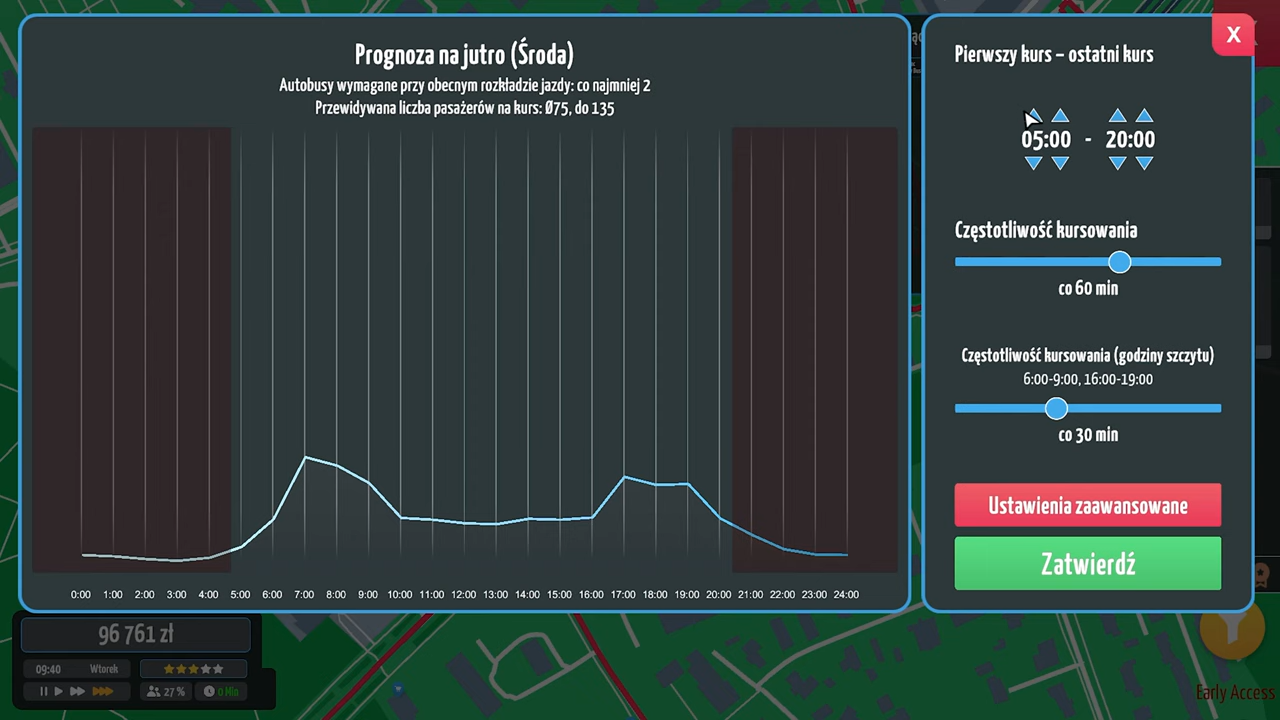 Prognoza na jutro (Środa)
Autobusy wymagane przy obecnym rozkładzie jazdy: co najmniej 2
Przewidywana liczba pasażerów na kurs: Ø75, do 135
0:00 1:00 2:00 3:00 4:00 5:00 6:00 7:00 8:00 9:00 10:00 11:00 12:00 13:00 14:00 15:00 16:00 17:00 18:00 19:00 20:00 21:00 22:00 23:00 24:00
X
Pierwszy kurs – ostatni kurs
05:00 - 20:00
Częstotliwość kursowania
co 60 min
Częstotliwość kursowania (godziny szczytu)
6:00-9:00, 16:00-19:00
co 30 min
Ustawienia zaawansowane
Zatwierdź
96 761 zł
09:40 Wtorek
27 % 0 Mio
Early Access